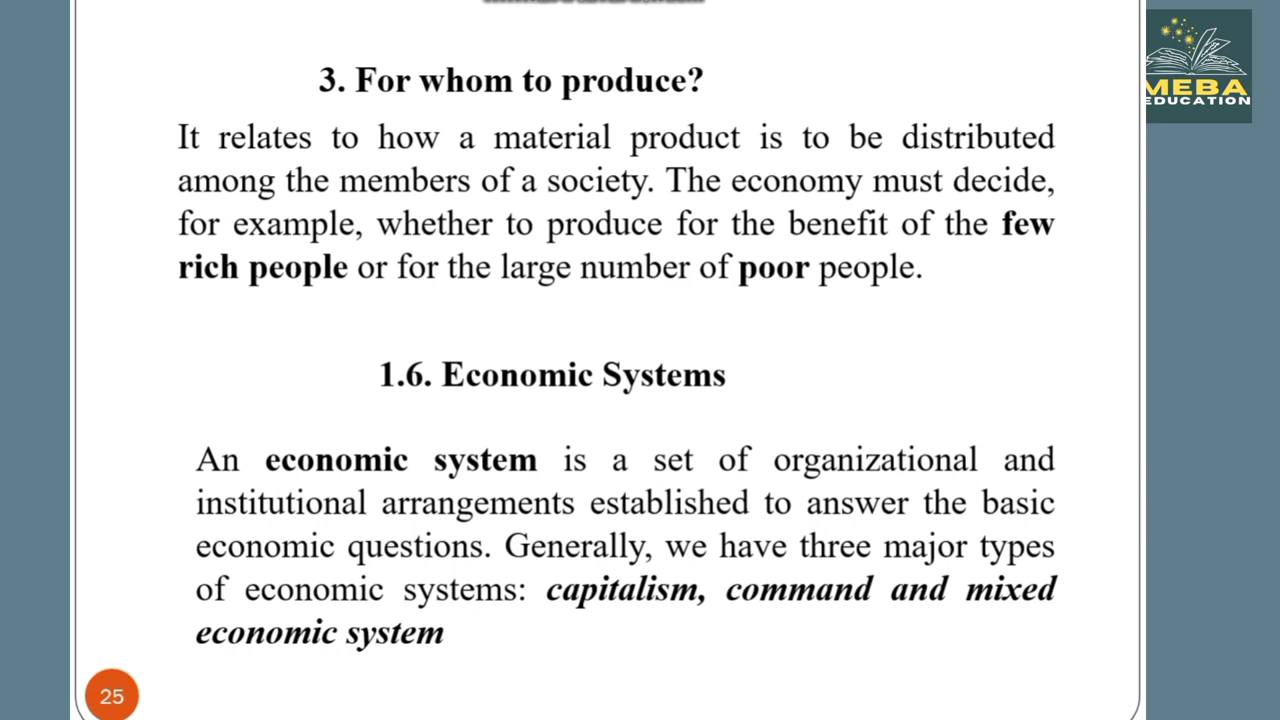 3. For whom to produce?
It relates to how a material product is to be distributed
among the members of a society. The economy must decide,
for example, whether to produce for the benefit of the few
rich people or for the large number of poor people.
1.6. Economic Systems
An economic system is a set of organizational and
institutional arrangements established to answer the basic
economic questions. Generally, we have three major types
of economic systems: capitalism, command and mixed
economic system
25
MEBA
EDUCATION